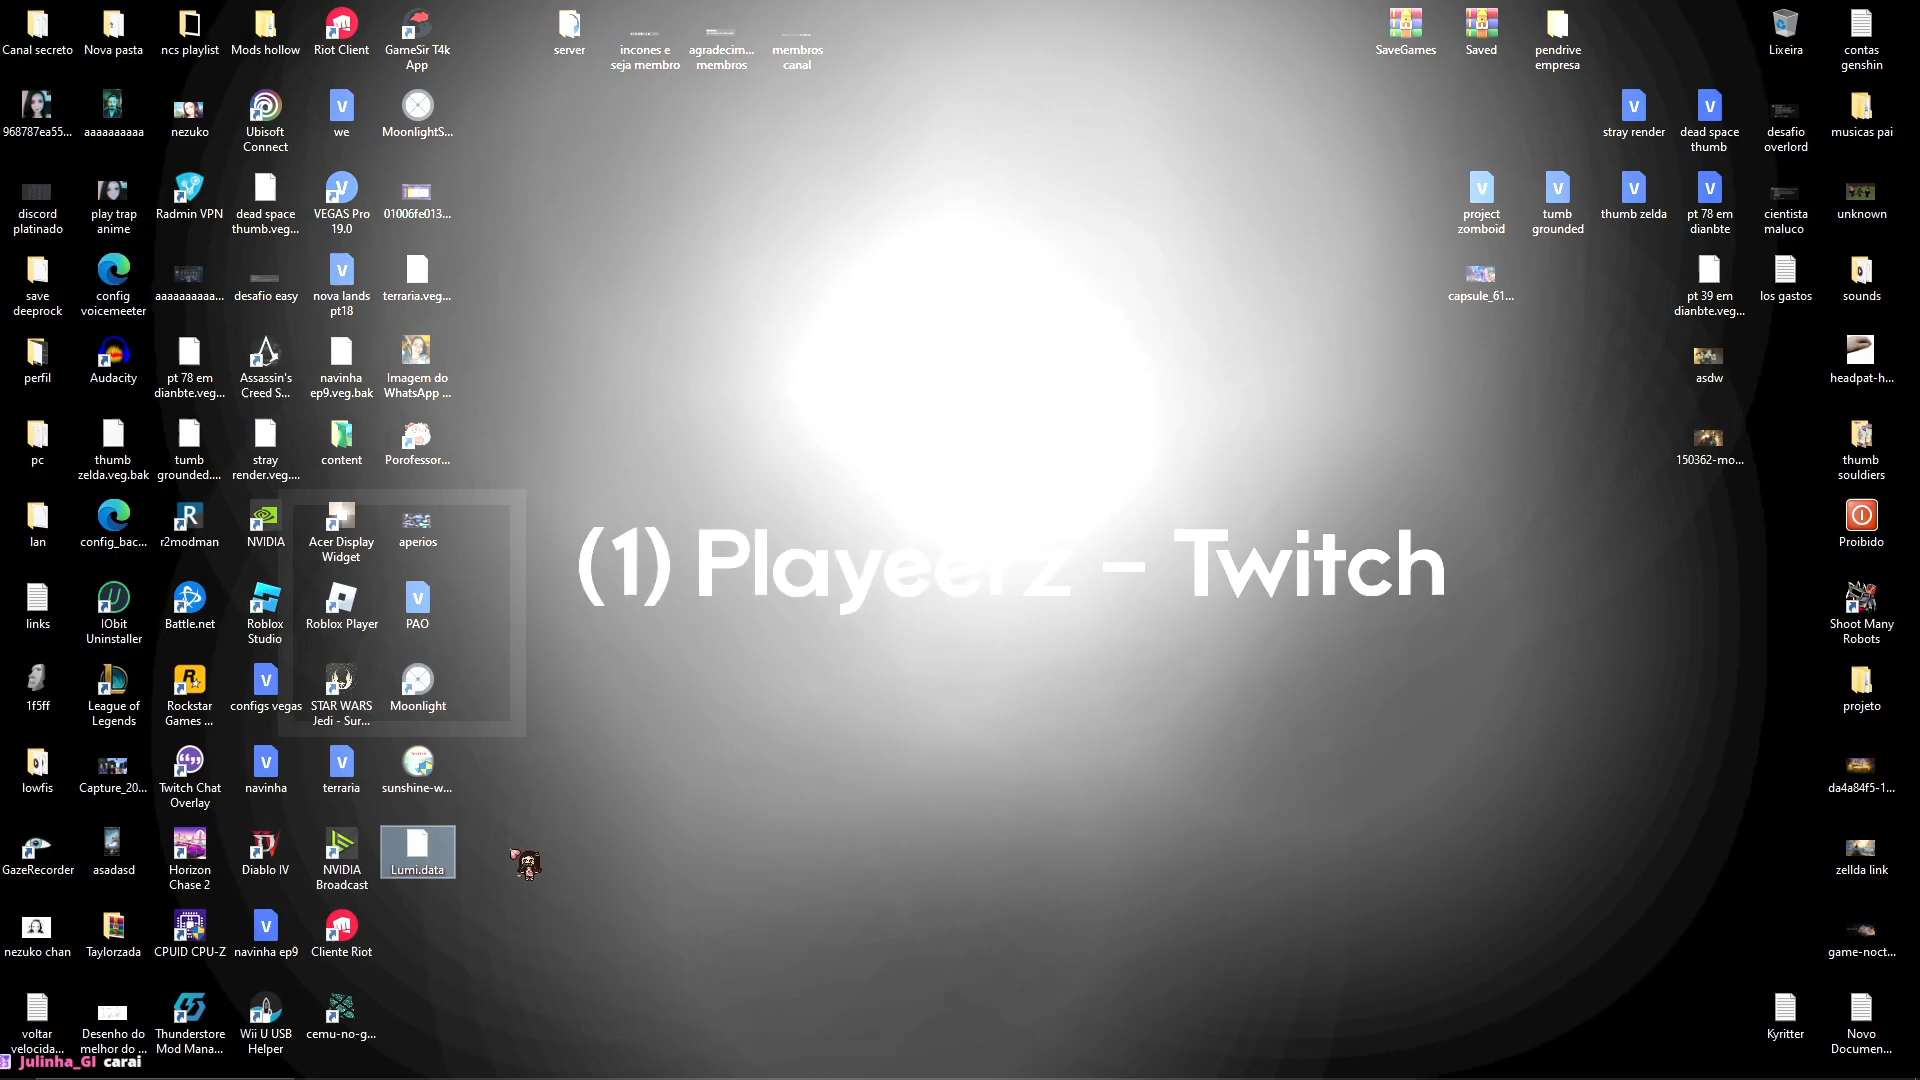 Canal secreto
Nova pasta
ncs playlist
Mods hollow
Riot Client
GameSir T4k
App
server
incones e
seja membro
agradecim...
membros
membros
canal
SaveGames
Saved
pendrive
empresa
Lixeira
contas
genshin
968787ea55...
aaaaaaaaaa
nezuko
Ubisoft
Connect
we
MoonlightS...
stray render
dead space
thumb
desafio
overlord
musicas pai
discord
platinado
play trap
anime
Radmin VPN
dead space
thumb.veg...
VEGAS Pro
19.0
01006fe013...
project
zomboid
tumb
grounded
thumb zelda
pt 78 em
dianbte
cientista
maluco
unknown
save
deeprock
config
voicemeeter
aaaaaaaaaa...
desafio easy
nova lands
pt18
terraria.veg...
capsule_61...
pt 39 em
dianbte.veg...
los gastos
sounds
perfil
Audacity
pt 78 em
dianbte.veg...
Assassin's
Creed S...
navinha
ep9.veg.bak
Imagem do
WhatsApp ...
asdw
headpat-h...
pc
thumb
zelda.veg.bak
tumb
grounded....
stray
render.veg....
content
Porofessor...
150362-mo...
thumb
souldiers
lan
config_bac...
r2modman
NVIDIA
Acer Display
Widget
aperios
(1) Playeerz – Twitch
Proibido
links
IObit
Uninstaller
Battle.net
Roblox
Studio
Roblox Player
PAO
Shoot Many
Robots
1f5ff
League of
Legends
Rockstar
Games ...
configs vegas
STAR WARS
Jedi - Sur...
Moonlight
projeto
lowfis
Capture_20...
Twitch Chat
Overlay
navinha
terraria
sunshine-w...
da4a84f5-1...
GazeRecorder
asadasd
Horizon
Chase 2
Diablo IV
NVIDIA
Broadcast
Lumi.data
zellda link
nezuko chan
Taylorzada
CPUID CPU-Z
navinha ep9
Cliente Riot
game-noct...
voltar
velocida...
Desenho do
melhor do ...
Thunderstore
Mod Mana...
Wii U USB
Helper
cemu-no-g...
Kyritter
Novo
Documen...
Julinha_GI carai